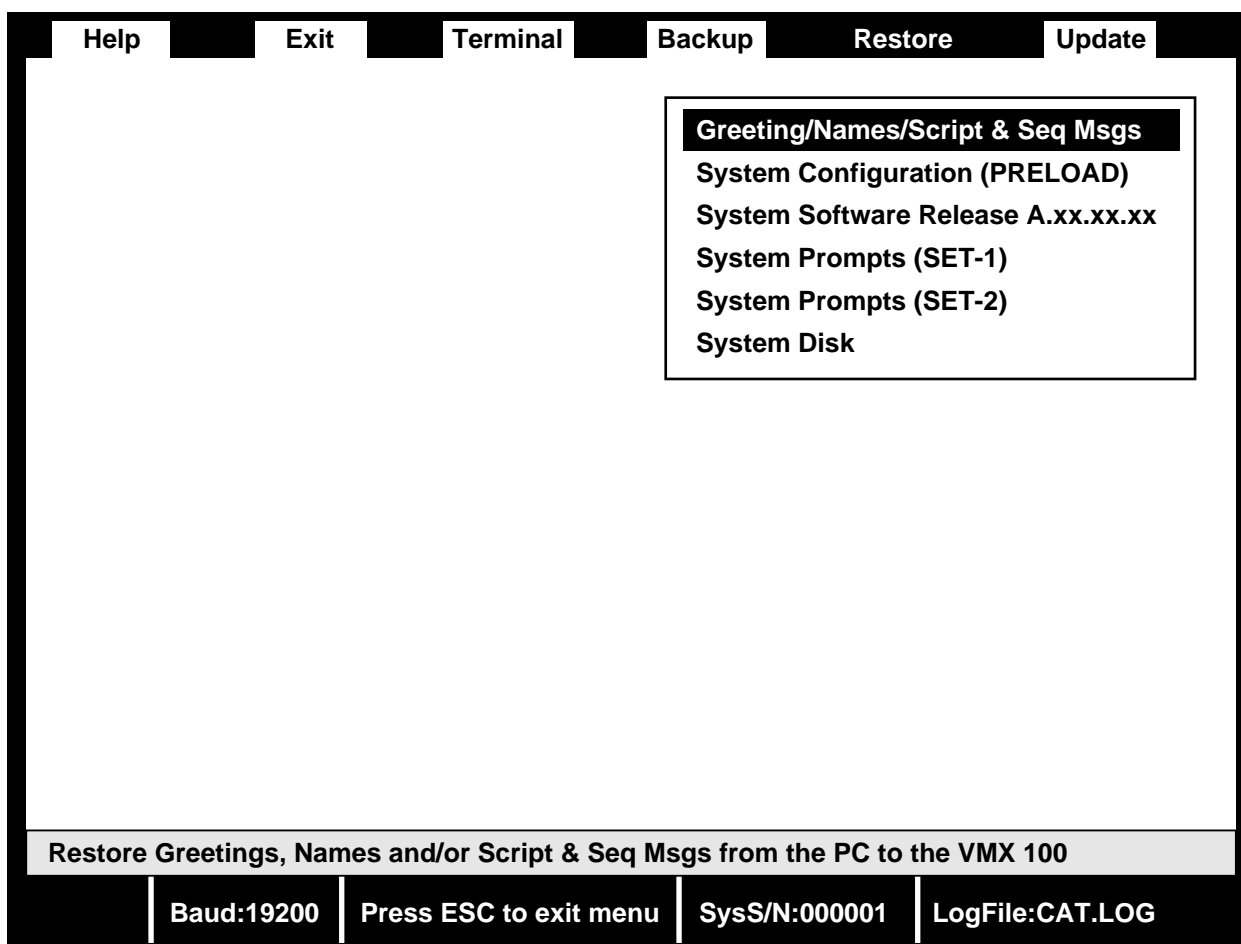 Help Exit Terminal Backup Restore Update
Greeting/Names/Script & Seq Msgs
System Configuration (PRELOAD)
System Software Release A.xx.xx.xx
System Prompts (SET-1)
System Prompts (SET-2)
System Disk
Restore Greetings, Names and/or Script & Seq Msgs from the PC to the VMX 100
Baud:19200 Press ESC to exit menu SysS/N:000001 LogFile:CAT.LOG